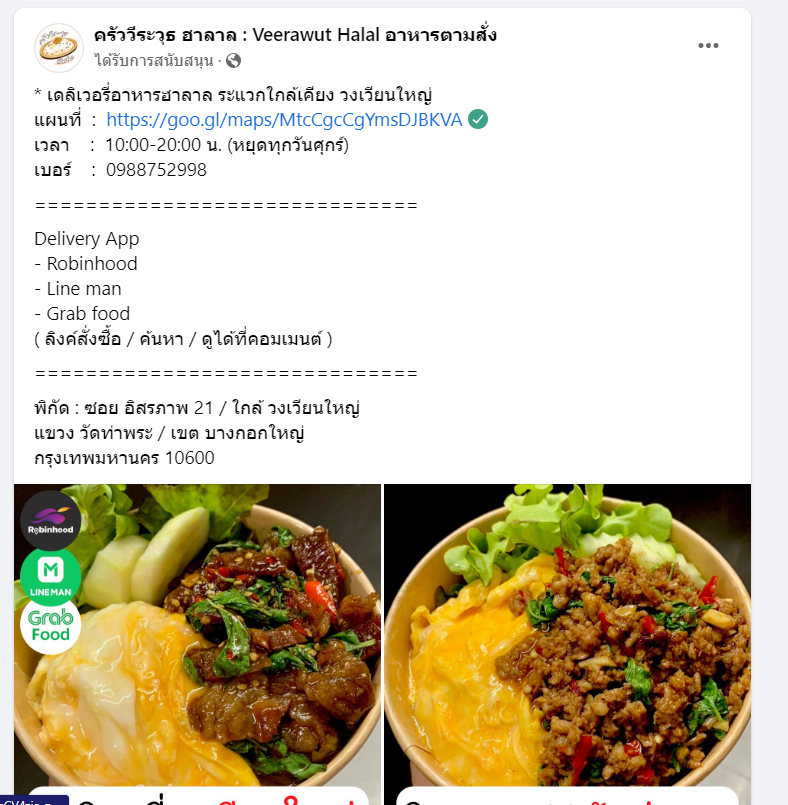 ครัววีระวุธ ฮาลาล : Veerawut Halal อาหารตามสั่ง
ได้รับการสนับสนุน ·
* เดลิเวอรี่อาหารฮาลาล ระแวกใกล้เคียง วงเวียนใหญ่
แผนที่ : https://goo.gl/maps/MtcCgcCgYmsDJBKVA
เวลา : 10:00-20:00 น. (หยุดทุกวันศุกร์)
เบอร์ : 0988752998
==============================
Delivery App
- Robinhood
- Line man
- Grab food
( ลิงค์สั่งซื้อ / ค้นหา / ดูได้ที่คอมเมนต์ )
==============================
พิกัด : ซอย อิสรภาพ 21 / ใกล้ วงเวียนใหญ่
แขวง วัดท่าพระ / เขต บางกอกใหญ่
กรุงเทพมหานคร 10600
Robinhood
LINE MAN
Grab
Food